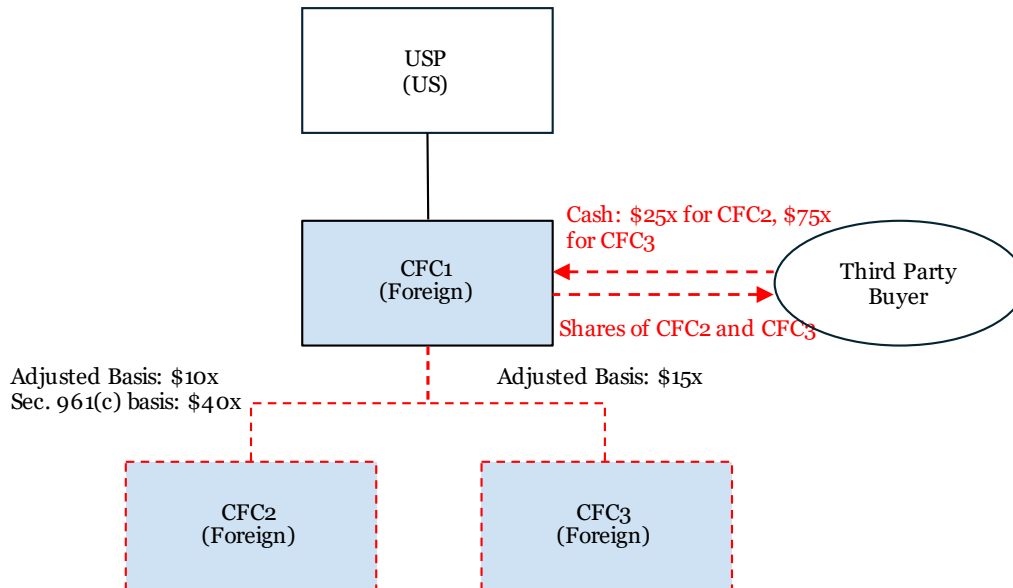 USP
(US)
Cash: $25x for CFC2, $75x
for CFC3
CFC1
(Foreign)
Third Party
Buyer
Shares of CFC2 and CFC3
Adjusted Basis: $10x
Sec. 961(c) basis: $40x
Adjusted Basis: $15x
CFC2
(Foreign)
CFC3
(Foreign)